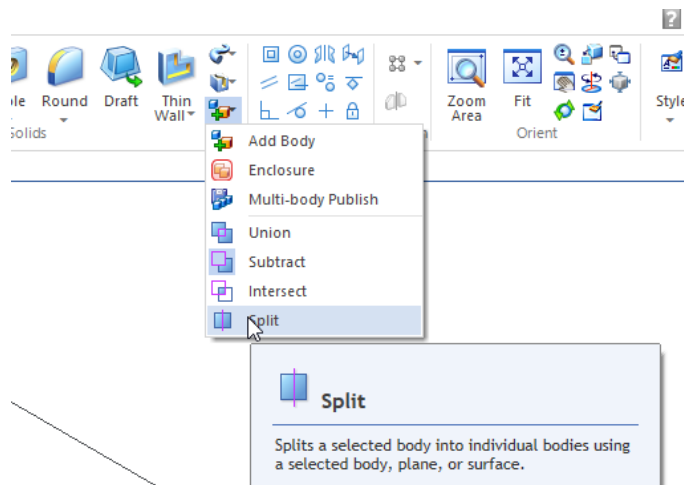 ?
le Round Draft Thin Wall
Zoom Area Fit Style
Solids Orient
Add Body
Enclosure
Multi-body Publish
Union
Subtract
Intersect
Split
Split
Splits a selected body into individual bodies using
a selected body, plane, or surface.